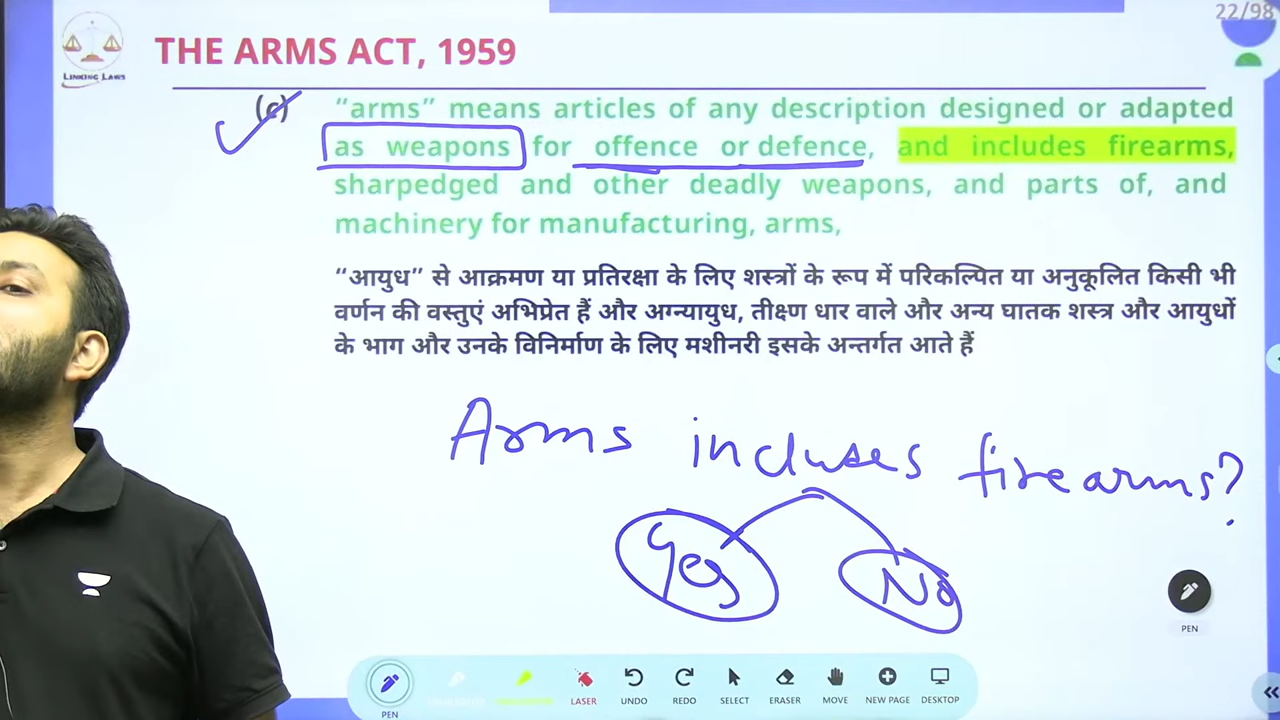 22/98
THE ARMS ACT, 1959
LINKING LAWS
(c) "arms" means articles of any description designed or adapted
as weapons for offence or defence, and includes firearms,
sharpedged and other deadly weapons, and parts of, and
machinery for manufacturing, arms,
"आयुध" से आक्रमण या प्रतिरक्षा के लिए शस्त्रों के रूप में परिकल्पित या अनुकूलित किसी भी
वर्णन की वस्तुएं अभिप्रेत हैं और अग्न्यायुध, तीक्ष्ण धार वाले और अन्य घातक शस्त्र और आयुधों
के भाग और उनके विनिर्माण के लिए मशीनरी इसके अन्तर्गत आते हैं
Arms includes firearms?
Yes No
PEN
PEN LASER UNDO REDO SELECT ERASER MOVE NEW PAGE DESKTOP